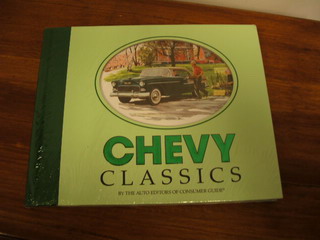 CHEVY
CLASSICS
BY THE AUTO EDITORS OF CONSUMER GUIDE®